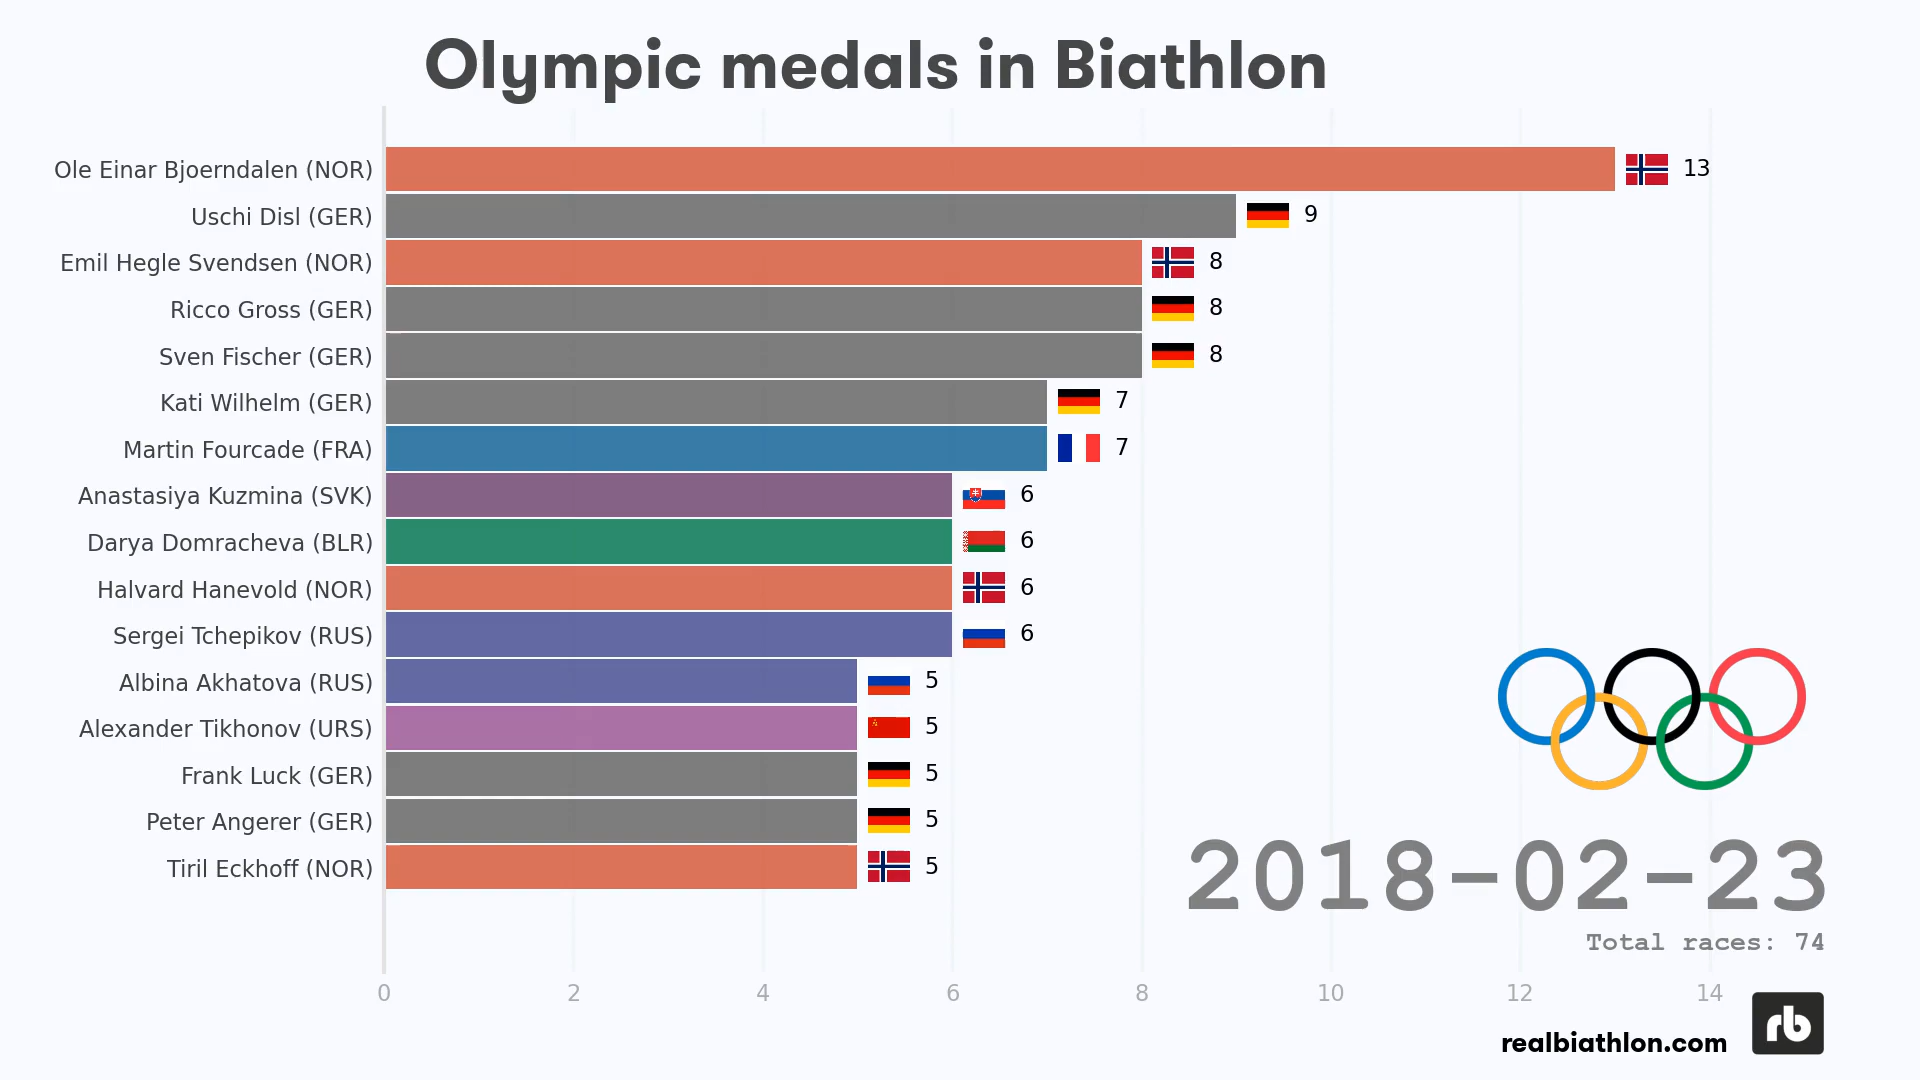 Olympic medals in Biathlon
Ole Einar Bjoerndalen (NOR) 13
Uschi Disl (GER) 9
Emil Hegle Svendsen (NOR) 8
Ricco Gross (GER) 8
Sven Fischer (GER) 8
Kati Wilhelm (GER) 7
Martin Fourcade (FRA) 7
Anastasiya Kuzmina (SVK) 6
Darya Domracheva (BLR) 6
Halvard Hanevold (NOR) 6
Sergei Tchepikov (RUS) 6
Albina Akhatova (RUS) 5
Alexander Tikhonov (URS) 5
Frank Luck (GER) 5
Peter Angerer (GER) 5
Tiril Eckhoff (NOR) 5
2018-02-23
Total races: 74
0 2 4 6 8 10 12 14
realbiathlon.com rb